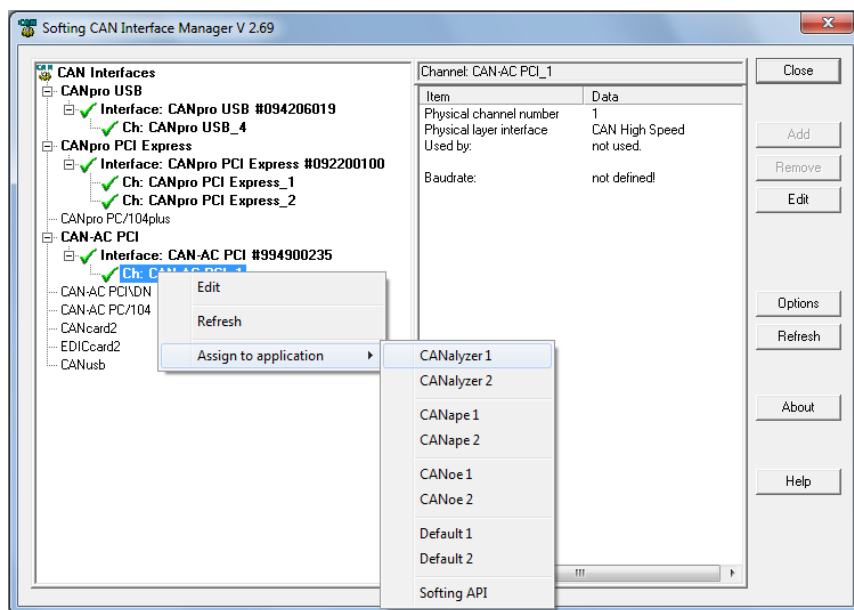 Softing CAN Interface Manager V 2.69
CAN Interfaces
CANpro USB
Interface: CANpro USB #094206019
Ch: CANpro USB_4
CANpro PCI Express
Interface: CANpro PCI Express #092200100
Ch: CANpro PCI Express_1
Ch: CANpro PCI Express_2
CANpro PC/104plus
CAN-AC PCI
Interface: CAN-AC PCI #994900235
Ch: CAN-AC PCI_1
CAN-AC PCI\DN
CAN-AC PC/104
CANcard2
EDICcard2
CANusb
Edit
Refresh
Assign to application
CANalyzer 1
CANalyzer 2
CANape 1
CANape 2
CANoe 1
CANoe 2
Default 1
Default 2
Softing API
Channel: CAN-AC PCI_1
Item Data
Physical channel number 1
Physical layer interface CAN High Speed
Used by: not used.
Baudrate: not defined!
Close
Add
Remove
Edit
Options
Refresh
About
Help